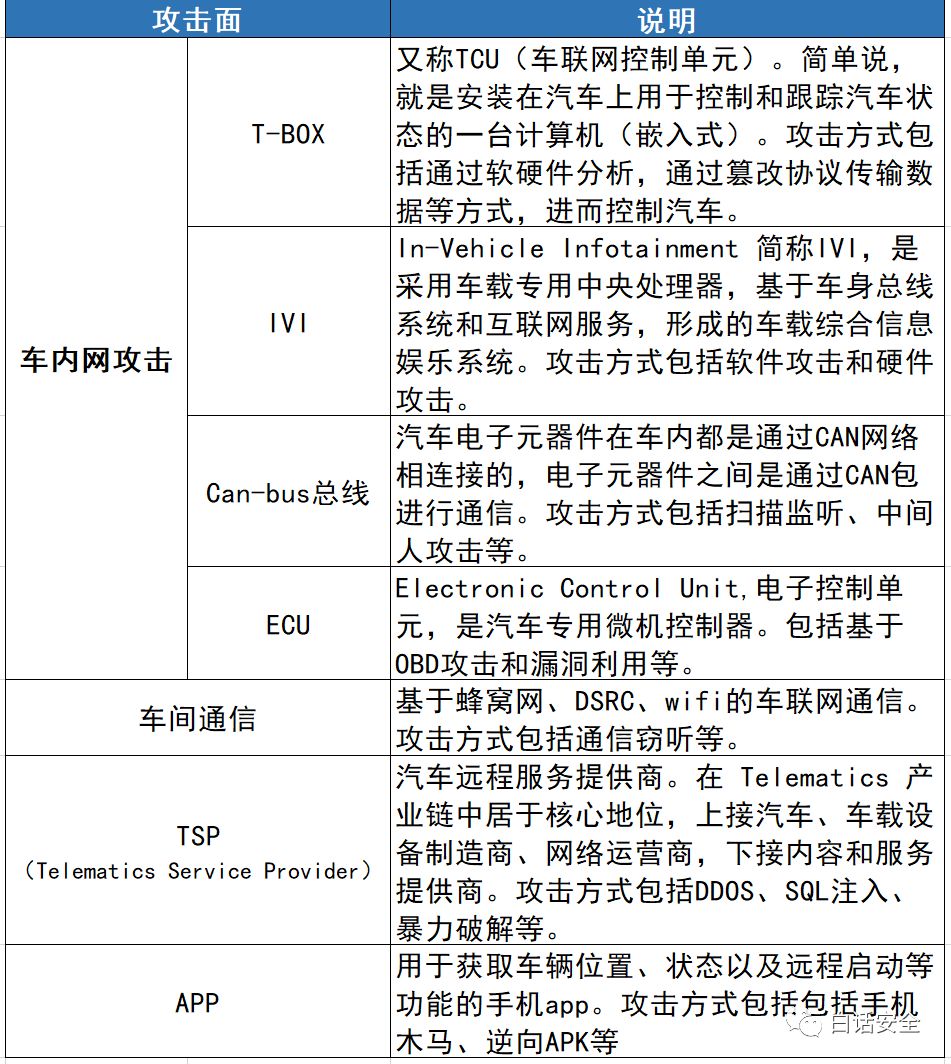 攻击面
说明
车内网攻击
T-BOX
又称TCU（车联网控制单元）。简单说，
就是安装在汽车上用于控制和跟踪汽车状
态的一台计算机（嵌入式）。攻击方式包
括通过软硬件分析，通过篡改协议传输数
据等方式，进而控制汽车。
IVI
In-Vehicle Infotainment 简称IVI，是
采用车载专用中央处理器，基于车身总线
系统和互联网服务，形成的车载综合信息
娱乐系统。攻击方式包括软件攻击和硬件
攻击。
Can-bus总线
汽车电子元器件在车内都是通过CAN网络
相连接的，电子元器件之间是通过CAN包
进行通信。攻击方式包括扫描监听、中间
人攻击等。
ECU
Electronic Control Unit,电子控制单
元，是汽车专用微机控制器。包括基于
OBD攻击和漏洞利用等。
车间通信
基于蜂窝网、DSRC、wifi的车联网通信。
攻击方式包括通信窃听等。
TSP
（Telematics Service Provider）
汽车远程服务提供商。在 Telematics 产
业链中居于核心地位，上接汽车、车载设
备制造商、网络运营商，下接内容和服务
提供商。攻击方式包括DDOS、SQL注入、
暴力破解等。
APP
用于获取车辆位置、状态以及远程启动等
功能的手机app。攻击方式包括包括手机
木马、逆向APK等
白话安全